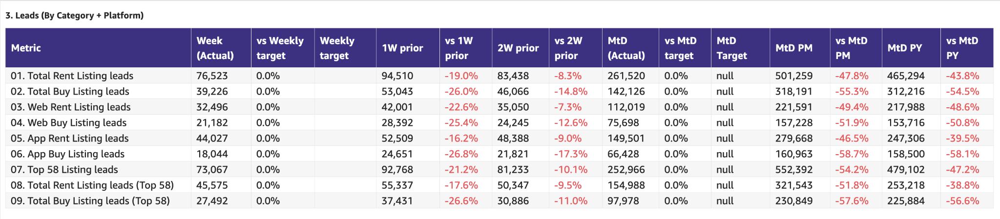 3. Leads (By Category + Platform)
Metric Week (Actual) vs Weekly target Weekly target 1W prior vs 1W prior 2W prior vs 2W prior MtD (Actual) vs MtD target MtD Target MtD PM vs MtD PM MtD PY vs MtD PY
01. Total Rent Listing leads 76,523 0.0% 94,510 -19.0% 83,438 -8.3% 261,520 0.0% null 501,259 -47.8% 465,294 -43.8%
02. Total Buy Listing leads 39,226 0.0% 53,043 -26.0% 46,066 -14.8% 142,126 0.0% null 318,191 -55.3% 312,216 -54.5%
03. Web Rent Listing leads 32,496 0.0% 42,001 -22.6% 35,050 -7.3% 112,019 0.0% null 221,591 -49.4% 217,988 -48.6%
04. Web Buy Listing leads 21,182 0.0% 28,392 -25.4% 24,245 -12.6% 75,698 0.0% null 157,228 -51.9% 153,716 -50.8%
05. App Rent Listing leads 44,027 0.0% 52,509 -16.2% 48,388 -9.0% 149,501 0.0% null 279,668 -46.5% 247,306 -39.5%
06. App Buy Listing leads 18,044 0.0% 24,651 -26.8% 21,821 -17.3% 66,428 0.0% null 160,963 -58.7% 158,500 -58.1%
07. Top 58 Listing leads 73,067 0.0% 92,768 -21.2% 81,233 -10.1% 252,966 0.0% null 552,392 -54.2% 479,102 -47.2%
08. Total Rent Listing leads (Top 58) 45,575 0.0% 55,337 -17.6% 50,347 -9.5% 154,988 0.0% null 321,543 -51.8% 253,218 -38.8%
09. Total Buy Listing leads (Top 58) 27,492 0.0% 37,431 -26.6% 30,886 -11.0% 97,978 0.0% null 230,849 -57.6% 225,884 -56.6%